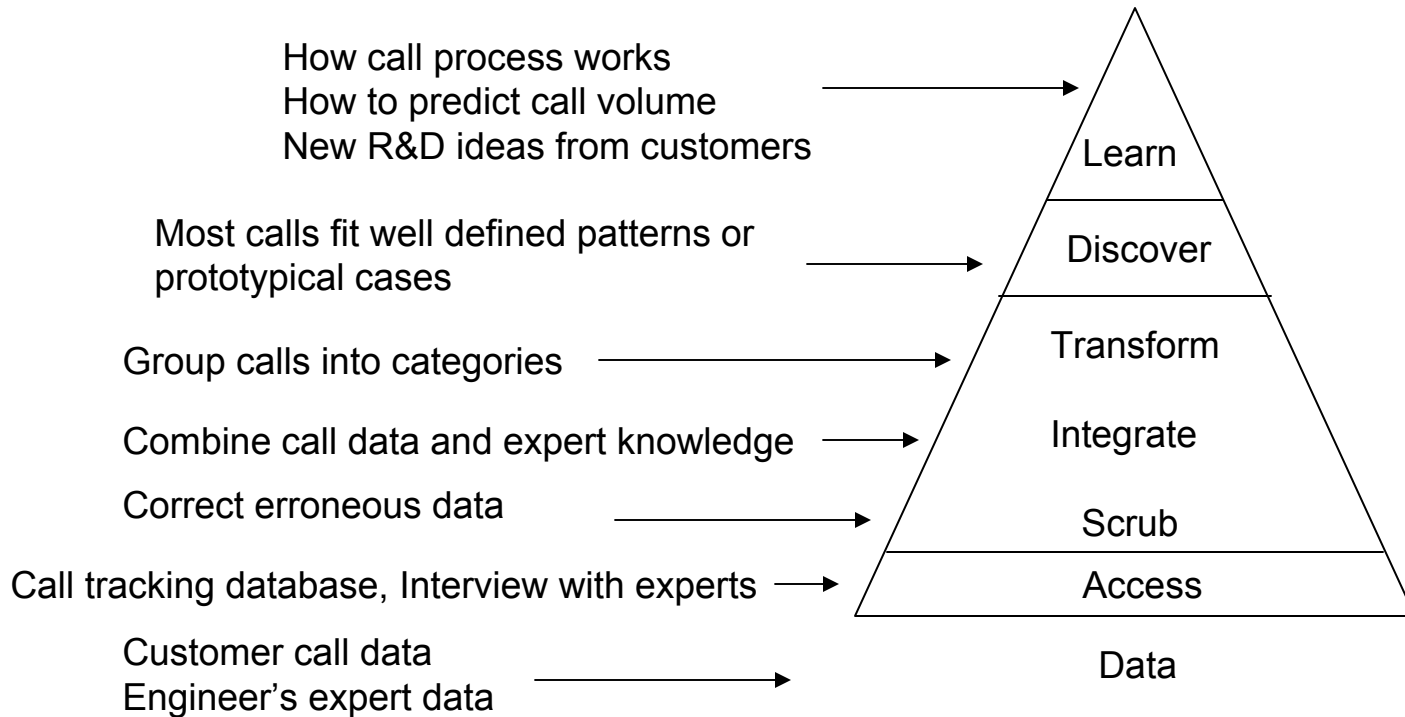 How call process works
How to predict call volume
New R&D ideas from customers
Learn
Most calls fit well defined patterns or
prototypical cases
Discover
Group calls into categories
Transform
Combine call data and expert knowledge
Integrate
Correct erroneous data
Scrub
Call tracking database, Interview with experts
Access
Customer call data
Engineer’s expert data
Data